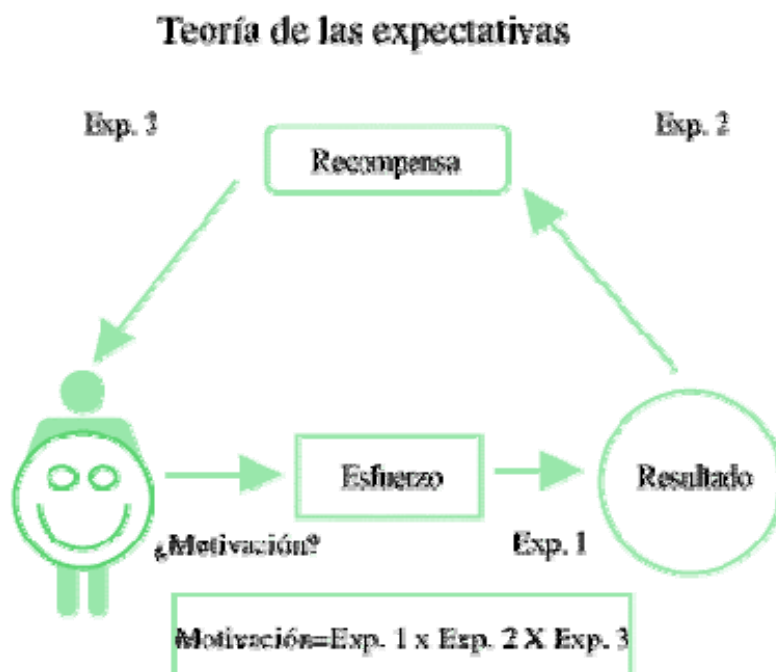 Teoría de las expectativas
Exp. 3
Exp. 2
Recompensa
Esfuerzo
Resultado
¿Motivación?
Exp. 1
Motivación=Exp. 1 x Exp. 2 X Exp. 3